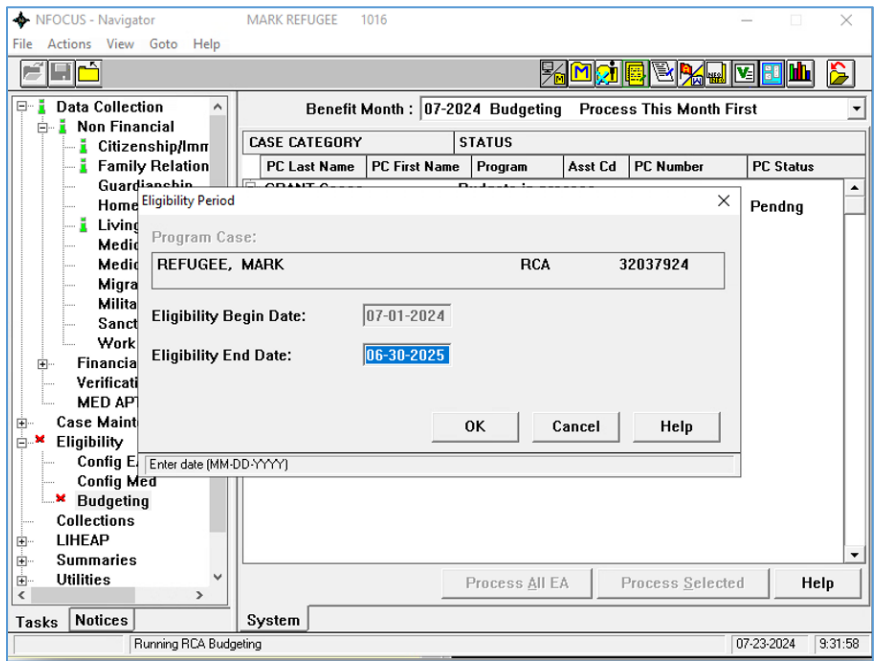 NFOCUS - Navigator MARK REFUGEE 1016
File Actions View Goto Help
Data Collection
Non Financial
Citizenship/Imm
Family Relation
Guardianship
Home
Living
Medic
Medic
Migra
Milita
Sanct
Work
Financia
Verificati
MED APT
Case Maint
Eligibility
Config E
Config Med
Budgeting
Collections
LIHEAP
Summaries
Utilities
Tasks Notices
Benefit Month : 07-2024 Budgeting Process This Month First
CASE CATEGORY STATUS
PC Last Name PC First Name Program Asst Cd PC Number PC Status
GRANT Cases Budgets in process
Pendng
Eligibility Period
Program Case:
REFUGEE, MARK RCA 32037924
Eligibility Begin Date: 07-01-2024
Eligibility End Date: 06-30-2025
OK Cancel Help
Enter date (MM-DD-YYYY)
Process All EA Process Selected Help
System
Running RCA Budgeting 07-23-2024 9:31:58